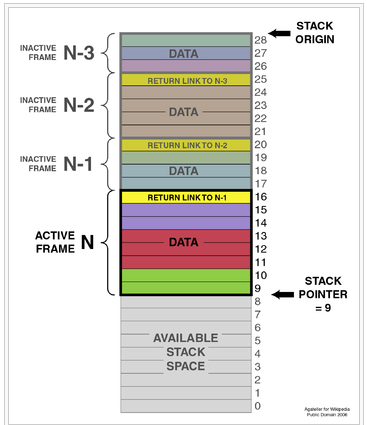 STACK
ORIGIN
28
INACTIVE
FRAME N-3
DATA
27
26
RETURN LINK TO N-3
25
24
INACTIVE
FRAME N-2
23
DATA
22
21
RETURN LINK TO N-2
20
19
INACTIVE
FRAME N-1
DATA
18
17
RETURN LINK TO N-1
16
15
14
ACTIVE
FRAME N
13
DATA
12
11
10
9
STACK
POINTER
= 9
8
7
6
AVAILABLE
STACK
SPACE
5
4
3
2
1
0
Agateller for Wikipedia
Public Domain 2006